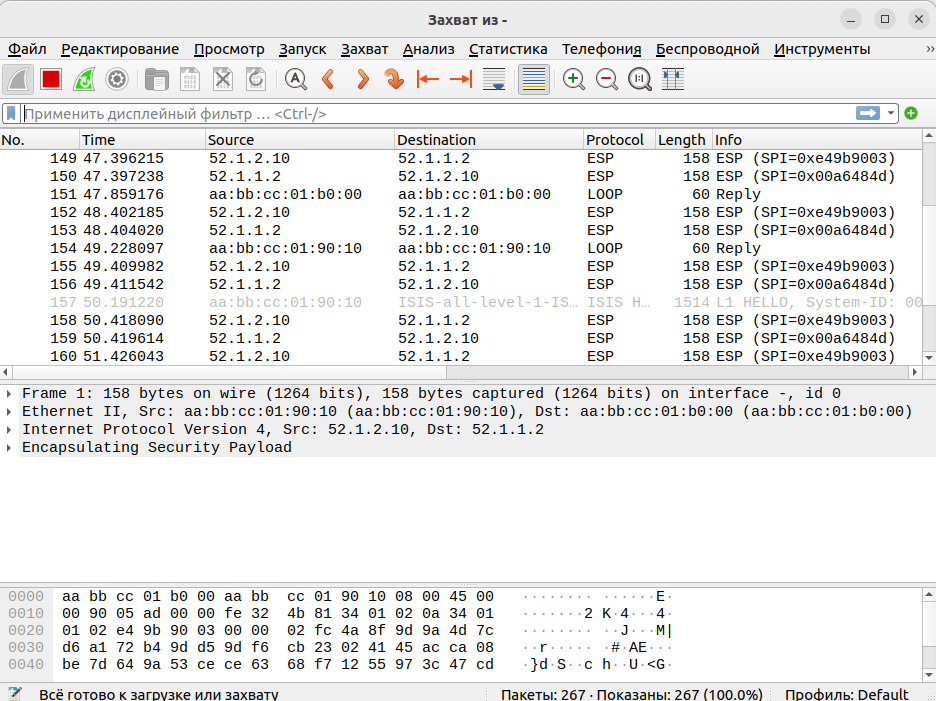 Захват из -
Файл Редактирование Просмотр Запуск Захват Анализ Статистика Телефония Беспроводной Инструменты »
Применить дисплейный фильтр … <Ctrl-/>
No. Time Source Destination Protocol Length Info
149 47.396215 52.1.2.10 52.1.1.2 ESP 158 ESP (SPI=0xe49b9003)
150 47.397238 52.1.1.2 52.1.2.10 ESP 158 ESP (SPI=0x00a6484d)
151 47.859176 aa:bb:cc:01:b0:00 aa:bb:cc:01:b0:00 LOOP 60 Reply
152 48.402185 52.1.2.10 52.1.1.2 ESP 158 ESP (SPI=0xe49b9003)
153 48.404020 52.1.1.2 52.1.2.10 ESP 158 ESP (SPI=0x00a6484d)
154 49.228097 aa:bb:cc:01:90:10 aa:bb:cc:01:90:10 LOOP 60 Reply
155 49.409982 52.1.2.10 52.1.1.2 ESP 158 ESP (SPI=0xe49b9003)
156 49.411542 52.1.1.2 52.1.2.10 ESP 158 ESP (SPI=0x00a6484d)
157 50.191220 aa:bb:cc:01:90:10 ISIS-all-level-1-IS… ISIS H… 1514 L1 HELLO, System-ID: 00
158 50.418090 52.1.2.10 52.1.1.2 ESP 158 ESP (SPI=0xe49b9003)
159 50.419614 52.1.1.2 52.1.2.10 ESP 158 ESP (SPI=0x00a6484d)
160 51.426043 52.1.2.10 52.1.1.2 ESP 158 ESP (SPI=0xe49b9003)
Frame 1: 158 bytes on wire (1264 bits), 158 bytes captured (1264 bits) on interface -, id 0
Ethernet II, Src: aa:bb:cc:01:90:10 (aa:bb:cc:01:90:10), Dst: aa:bb:cc:01:b0:00 (aa:bb:cc:01:b0:00)
Internet Protocol Version 4, Src: 52.1.2.10, Dst: 52.1.1.2
Encapsulating Security Payload
0000 aa bb cc 01 b0 00 aa bb cc 01 90 10 08 00 45 00 ········ ······E·
0010 00 90 05 ad 00 00 fe 32 4b 81 34 01 02 0a 34 01 ·······2 K·4···4·
0020 01 02 e4 9b 90 03 00 00 02 fc 4a 8f 9d 9a 4d 7c ········ ··J···M|
0030 d6 a1 72 b4 9d d5 9d f6 cb 23 02 41 45 ac ca 08 ··r····· ·#·AE···
0040 be 7d 64 9a 53 ce ce 63 68 f7 12 55 97 3c 47 cd ·}d·S··c h··U·<G·
Всё готово к загрузке или захвату Пакеты: 267 · Показаны: 267 (100.0%) Профиль: Default